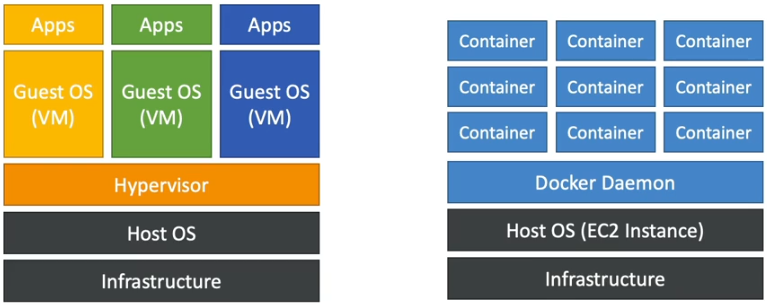 Apps Apps Apps
Guest OS (VM) Guest OS (VM) Guest OS (VM)
Hypervisor
Host OS
Infrastructure
Container Container Container
Container Container Container
Container Container Container
Docker Daemon
Host OS (EC2 Instance)
Infrastructure